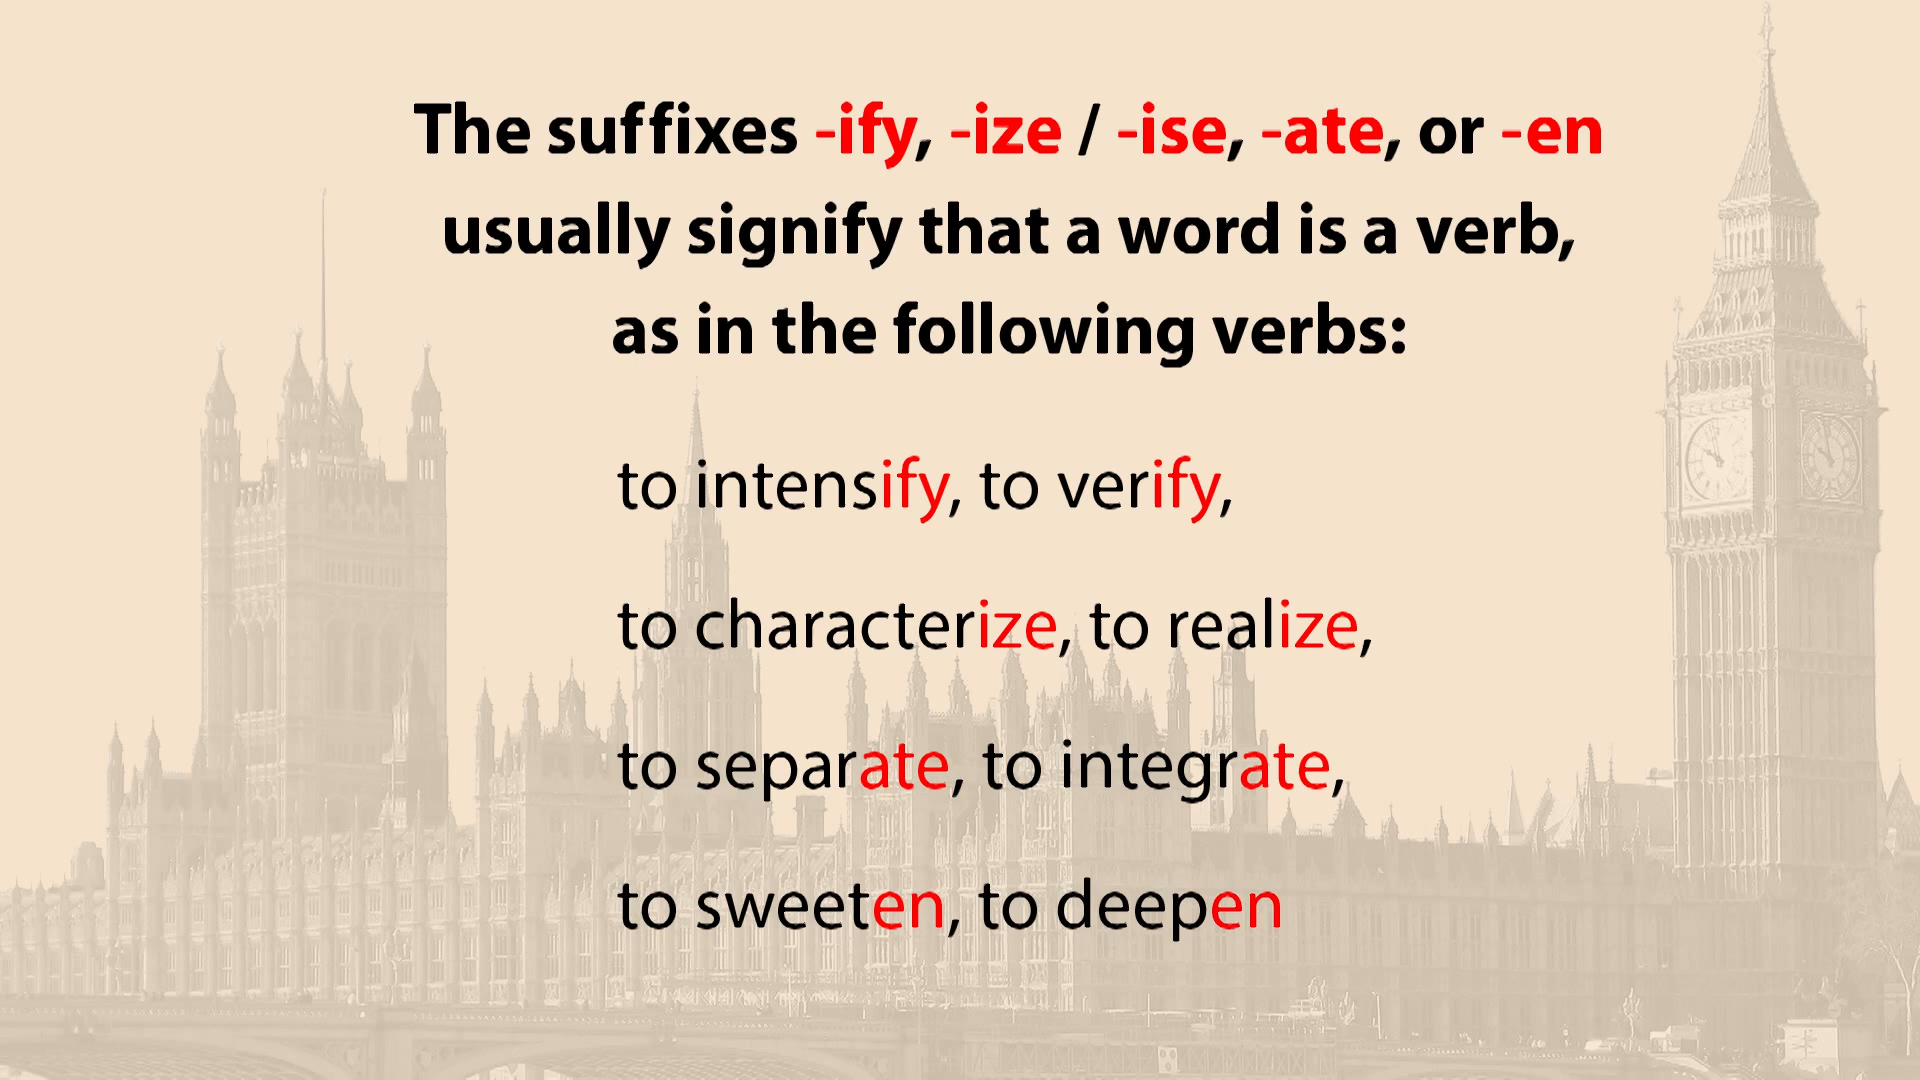 The suffixes -ify, -ize / -ise, -ate, or -en
usually signify that a word is a verb,
as in the following verbs:
to intensify, to verify,
to characterize, to realize,
to separate, to integrate,
to sweeten, to deepen